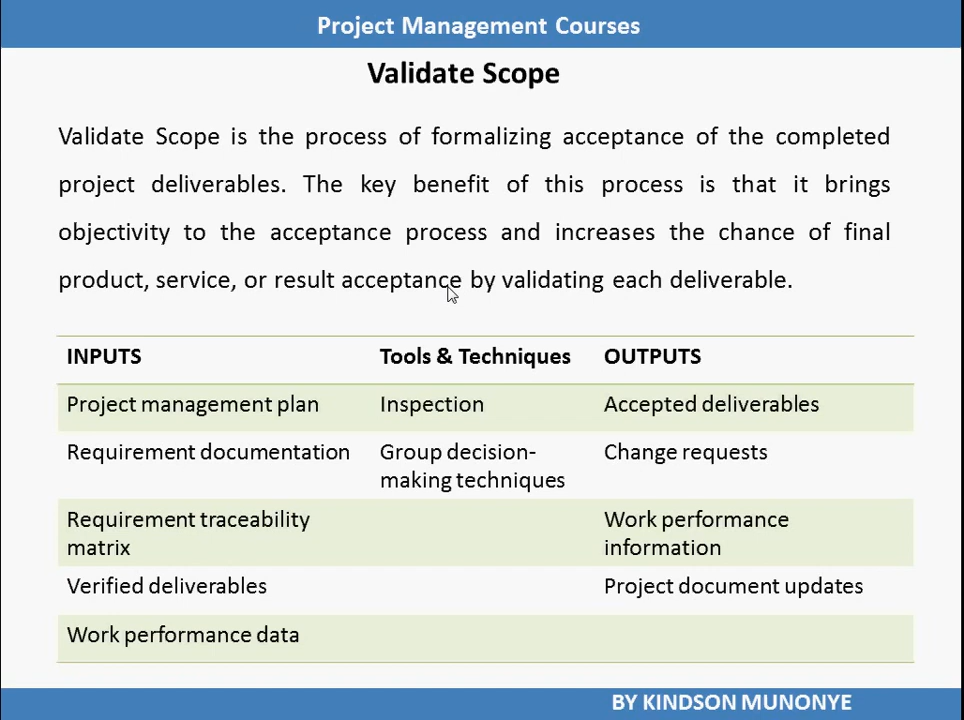 Project Management Courses
Validate Scope
Validate Scope is the process of formalizing acceptance of the completed
project deliverables. The key benefit of this process is that it brings
objectivity to the acceptance process and increases the chance of final
product, service, or result acceptance by validating each deliverable.
INPUTS Tools & Techniques OUTPUTS
Project management plan Inspection Accepted deliverables
Requirement documentation Group decision-
making techniques Change requests
Requirement traceability
matrix Work performance
information
Verified deliverables Project document updates
Work performance data
BY KINDSON MUNONYE